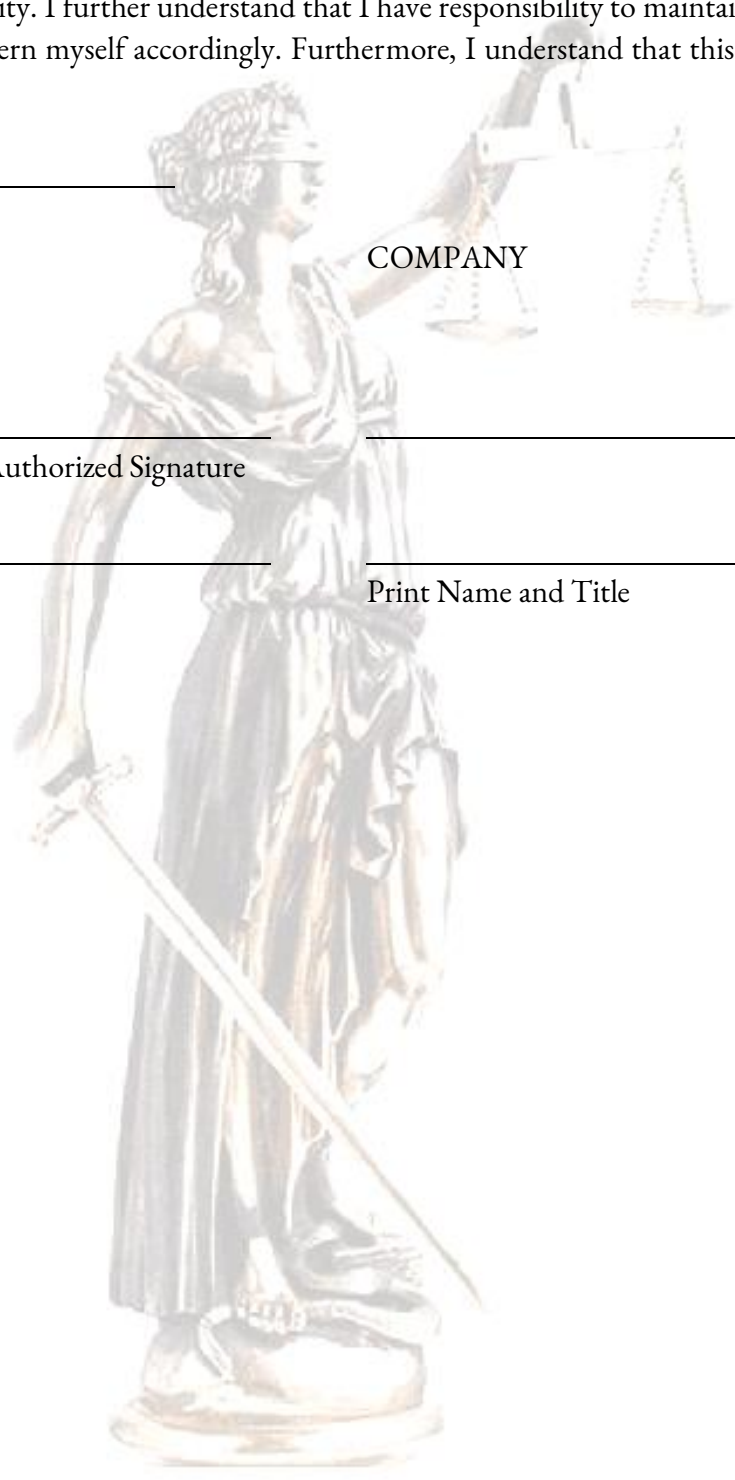 ity. I further understand that I have responsibility to maintai
ern myself accordingly. Furthermore, I understand that this
COMPANY
Authorized Signature
Print Name and Title